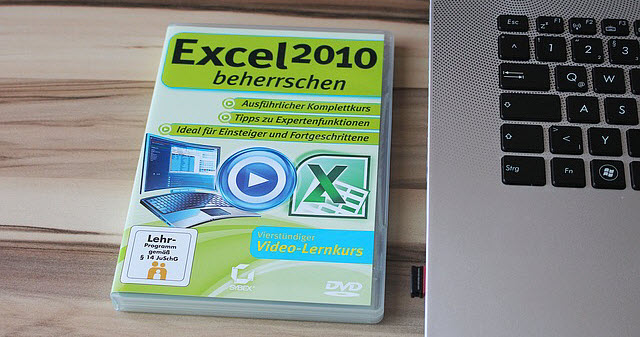 Excel2010
beherrschen
Ausführlicher Komplettkurs
Tipps zu Expertenfunktionen
Ideal für Einsteiger und Fortgeschrittene
X
Vierstündiger
Video-Lernkurs
Lehr-
Programm
gemäß
§ 14 JuSchG
SYBEX
DVD
Esc F1 F2 F3
^ ! 1 " 2 § 3
Q @ W
A S
> < Y
Strg Fn